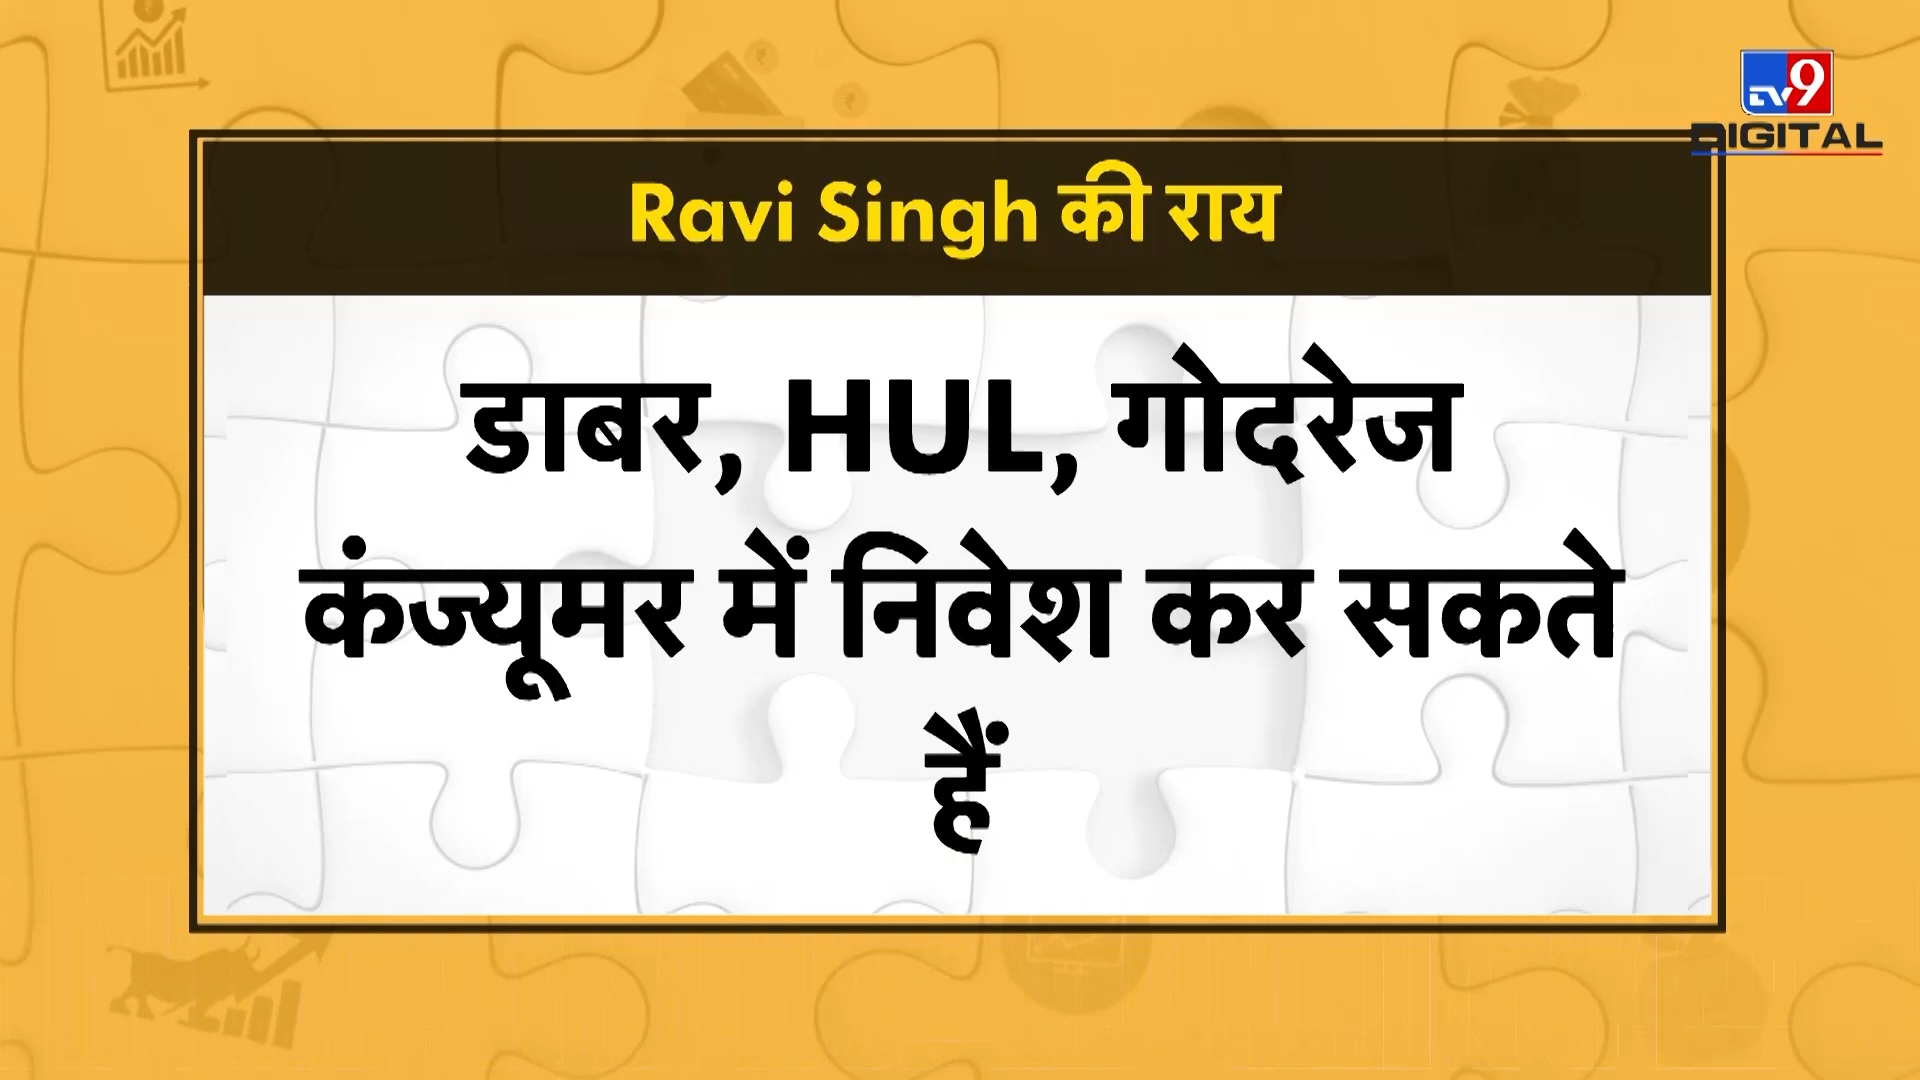 TV9
DIGITAL
Ravi Singh की राय
डाबर, HUL, गोदरेज
कंज्यूमर में निवेश कर सकते
हैं